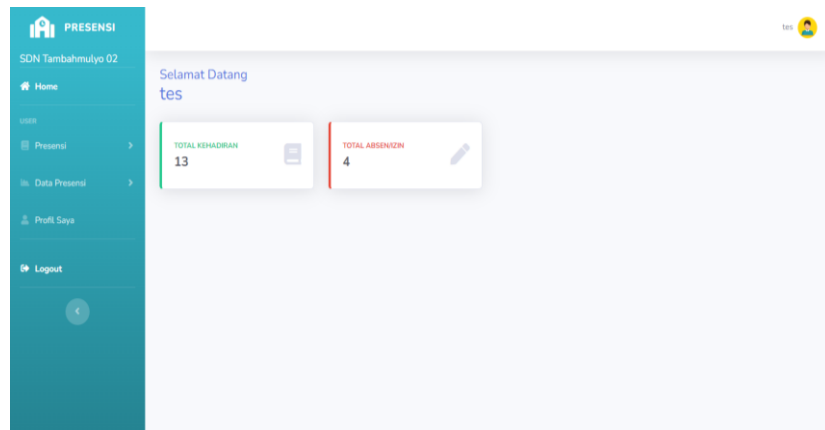 PRESENSI
SDN Tambahmulyo 02
Home
USER
Presensi
Data Presensi
Profil Saya
Logout
tes
Selamat Datang
tes
TOTAL KEHADIRAN
13
TOTAL ABSEN/IZIN
4